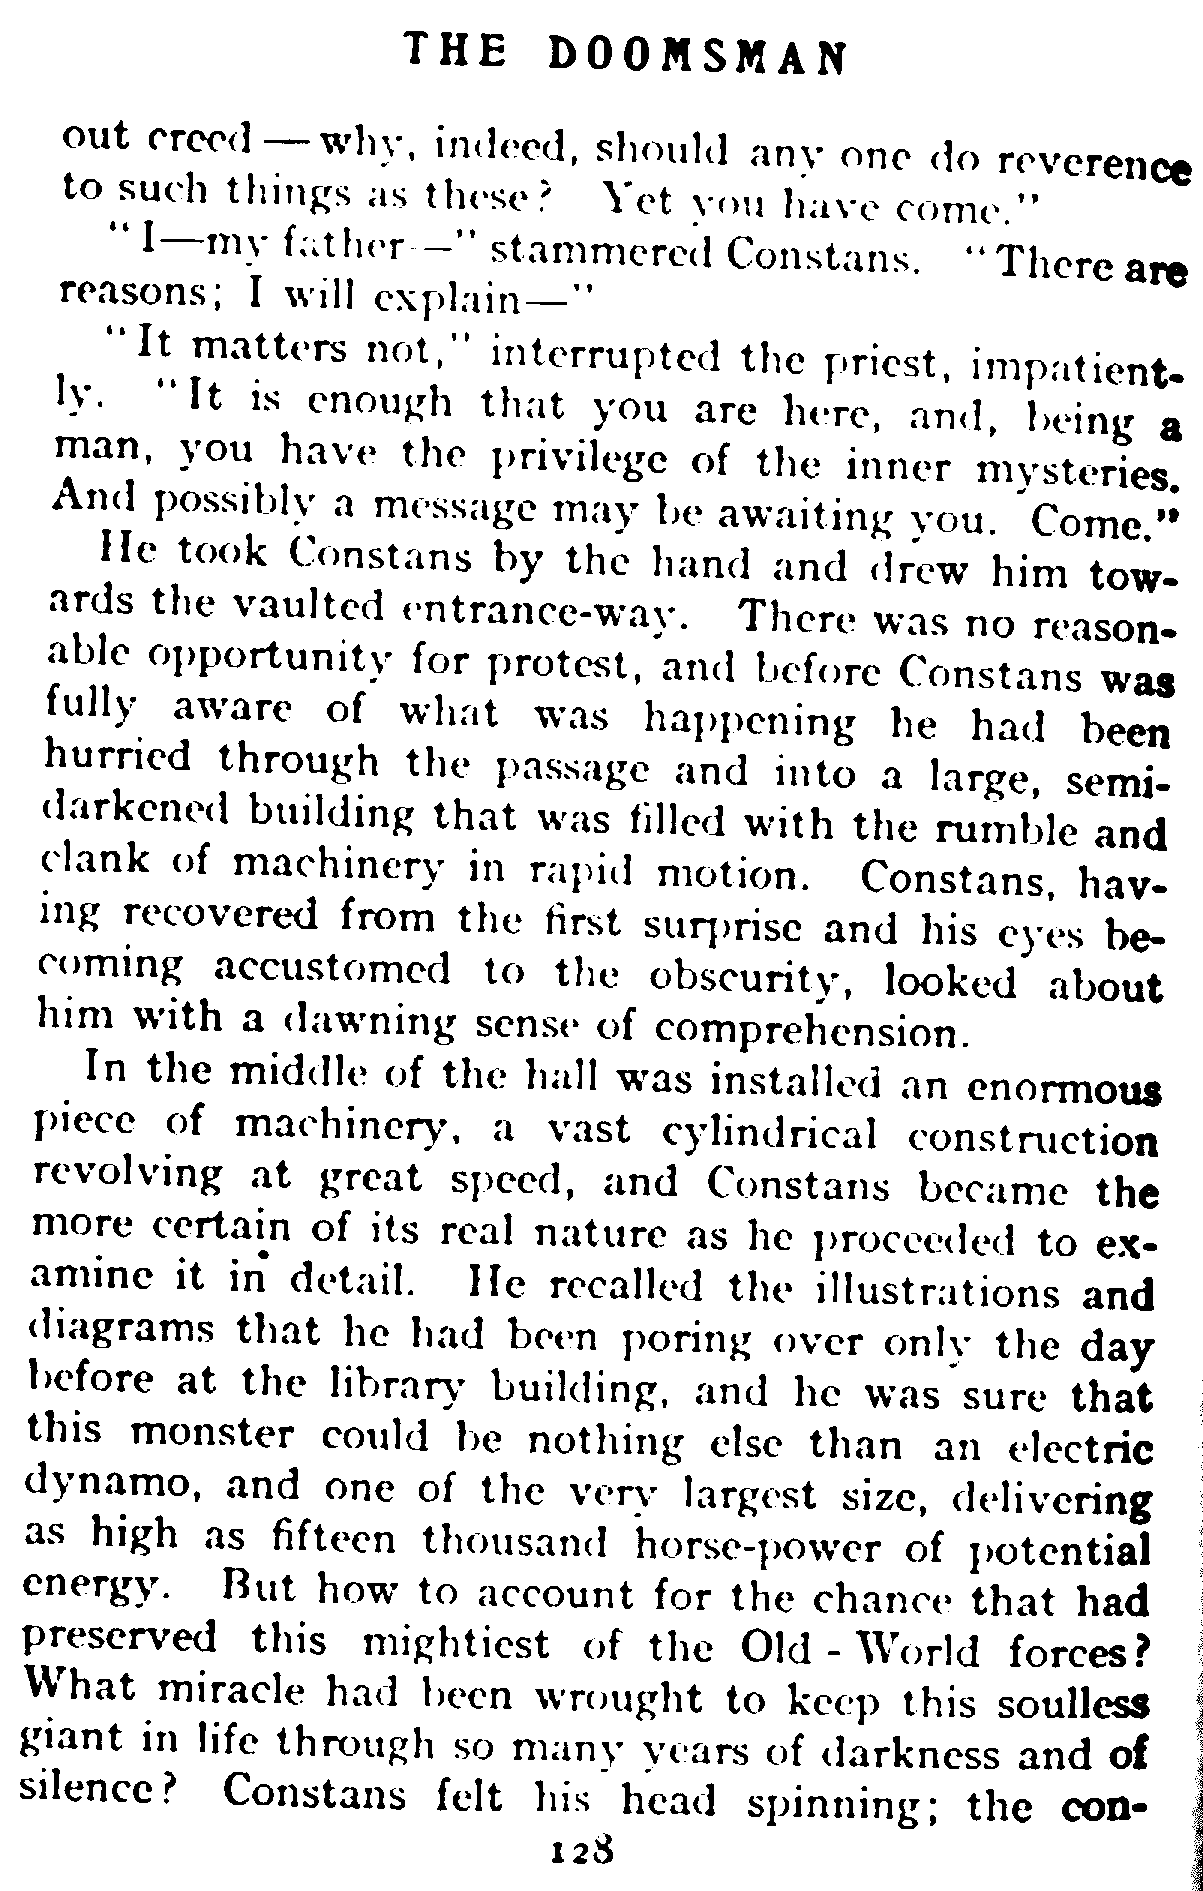 THE DOOMSMAN
out creed — why, indeed, should any one do reverence
to such things as these? Yet you have come."
"I—my father—" stammered Constans. "There are
reasons; I will explain—"
"It matters not," interrupted the priest, impatient-
ly. "It is enough that you are here, and, being a
man, you have the privilege of the inner mysteries.
And possibly a message may be awaiting you. Come."
He took Constans by the hand and drew him tow-
ards the vaulted entrance-way. There was no reason-
able opportunity for protest, and before Constans was
fully aware of what was happening he had been
hurried through the passage and into a large, semi-
darkened building that was filled with the rumble and
clank of machinery in rapid motion. Constans, hav-
ing recovered from the first surprise and his eyes be-
coming accustomed to the obscurity, looked about
him with a dawning sense of comprehension.
In the middle of the hall was installed an enormous
piece of machinery, a vast cylindrical construction
revolving at great speed, and Constans became the
more certain of its real nature as he proceeded to ex-
amine it in detail. He recalled the illustrations and
diagrams that he had been poring over only the day
before at the library building, and he was sure that
this monster could be nothing else than an electric
dynamo, and one of the very largest size, delivering
as high as fifteen thousand horse-power of potential
energy. But how to account for the chance that had
preserved this mightiest of the Old-World forces?
What miracle had been wrought to keep this soulless
giant in life through so many years of darkness and of
silence? Constans felt his head spinning; the con-
128